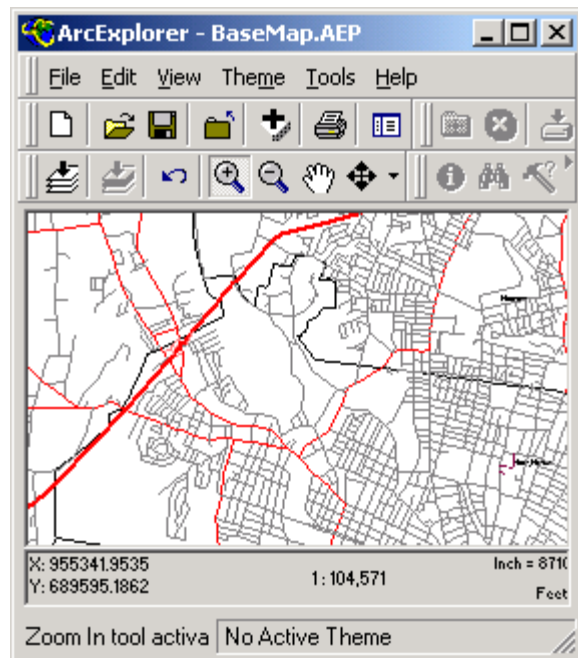 ArcExplorer - BaseMap.AEP
File Edit View Theme Tools Help
X: 955341.9535
Y: 689595.1862
1: 104,571
Inch = 8710
Feet
Zoom In tool activa
No Active Theme